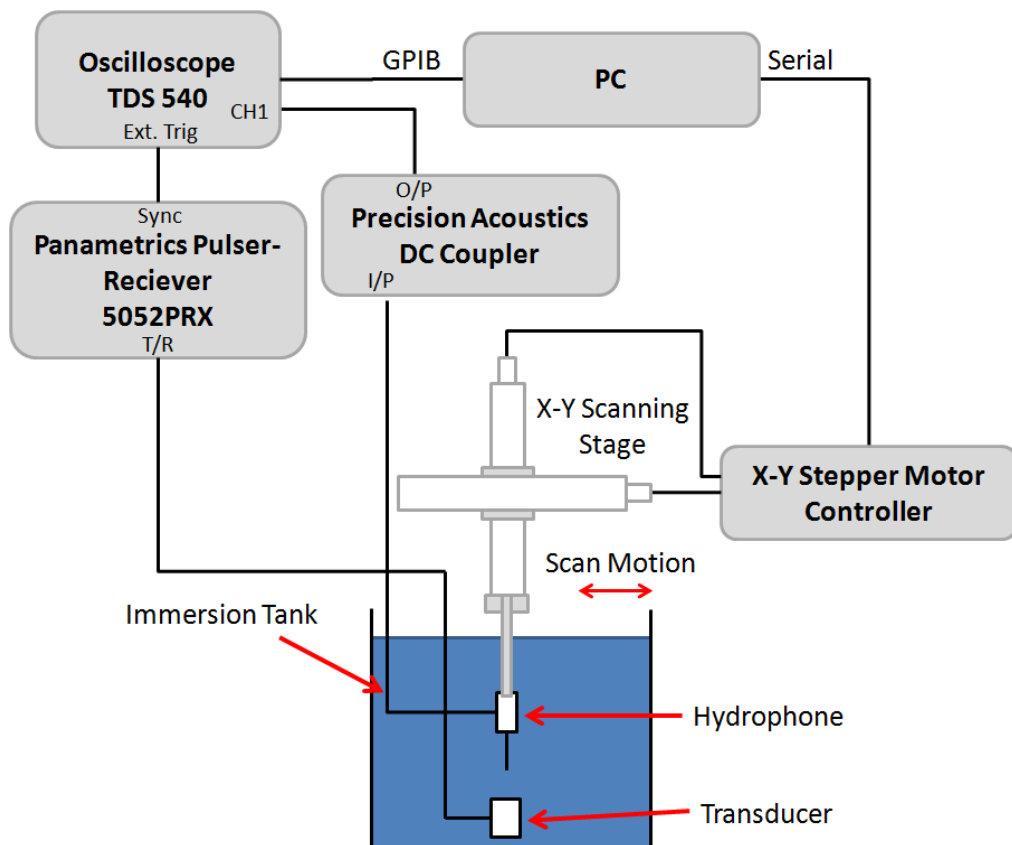 Oscilloscope
TDS 540
CH1
Ext. Trig
GPIB
PC
Serial
Sync
Panametrics Pulser-
Reciever
5052PRX
T/R
O/P
Precision Acoustics
DC Coupler
I/P
X-Y Scanning
Stage
X-Y Stepper Motor
Controller
Scan Motion
Immersion Tank
Hydrophone
Transducer